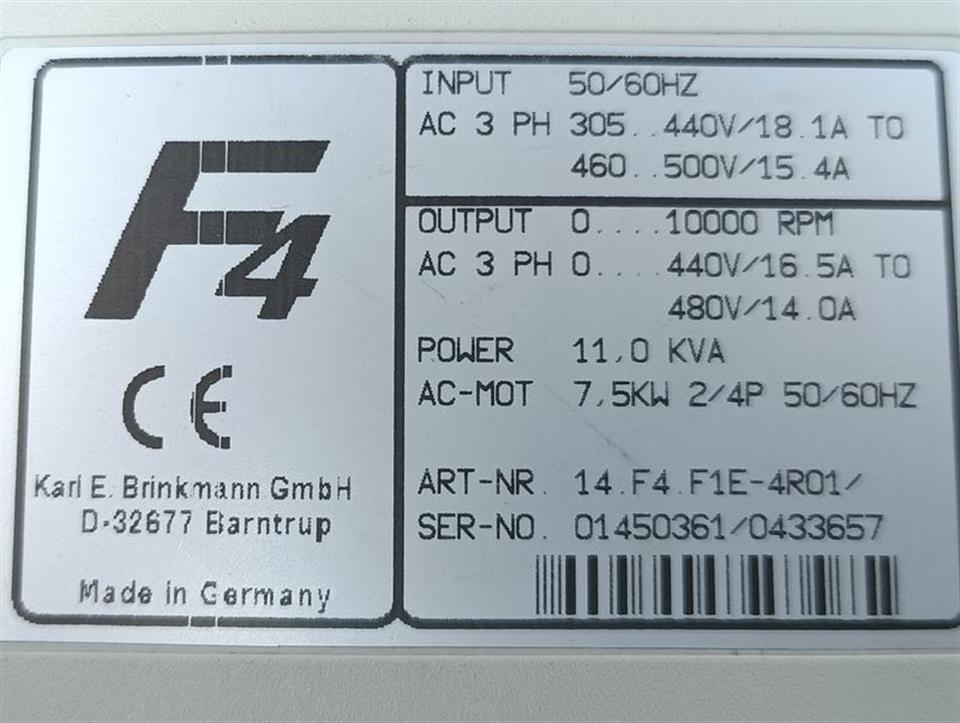 F4
CE
Karl E. Brinkmann GmbH
D-32677 Barntrup
Made in Germany
INPUT 50/60HZ
AC 3 PH 305..440V/18.1A TO
460..500V/15.4A
OUTPUT 0....10000 RPM
AC 3 PH 0....440V/16.5A TO
480V/14.0A
POWER 11,0 KVA
AC-MOT 7,5KW 2/4P 50/60HZ
ART-NR. 14.F4.F1E-4R01/
SER-NO. 01450361/0433657